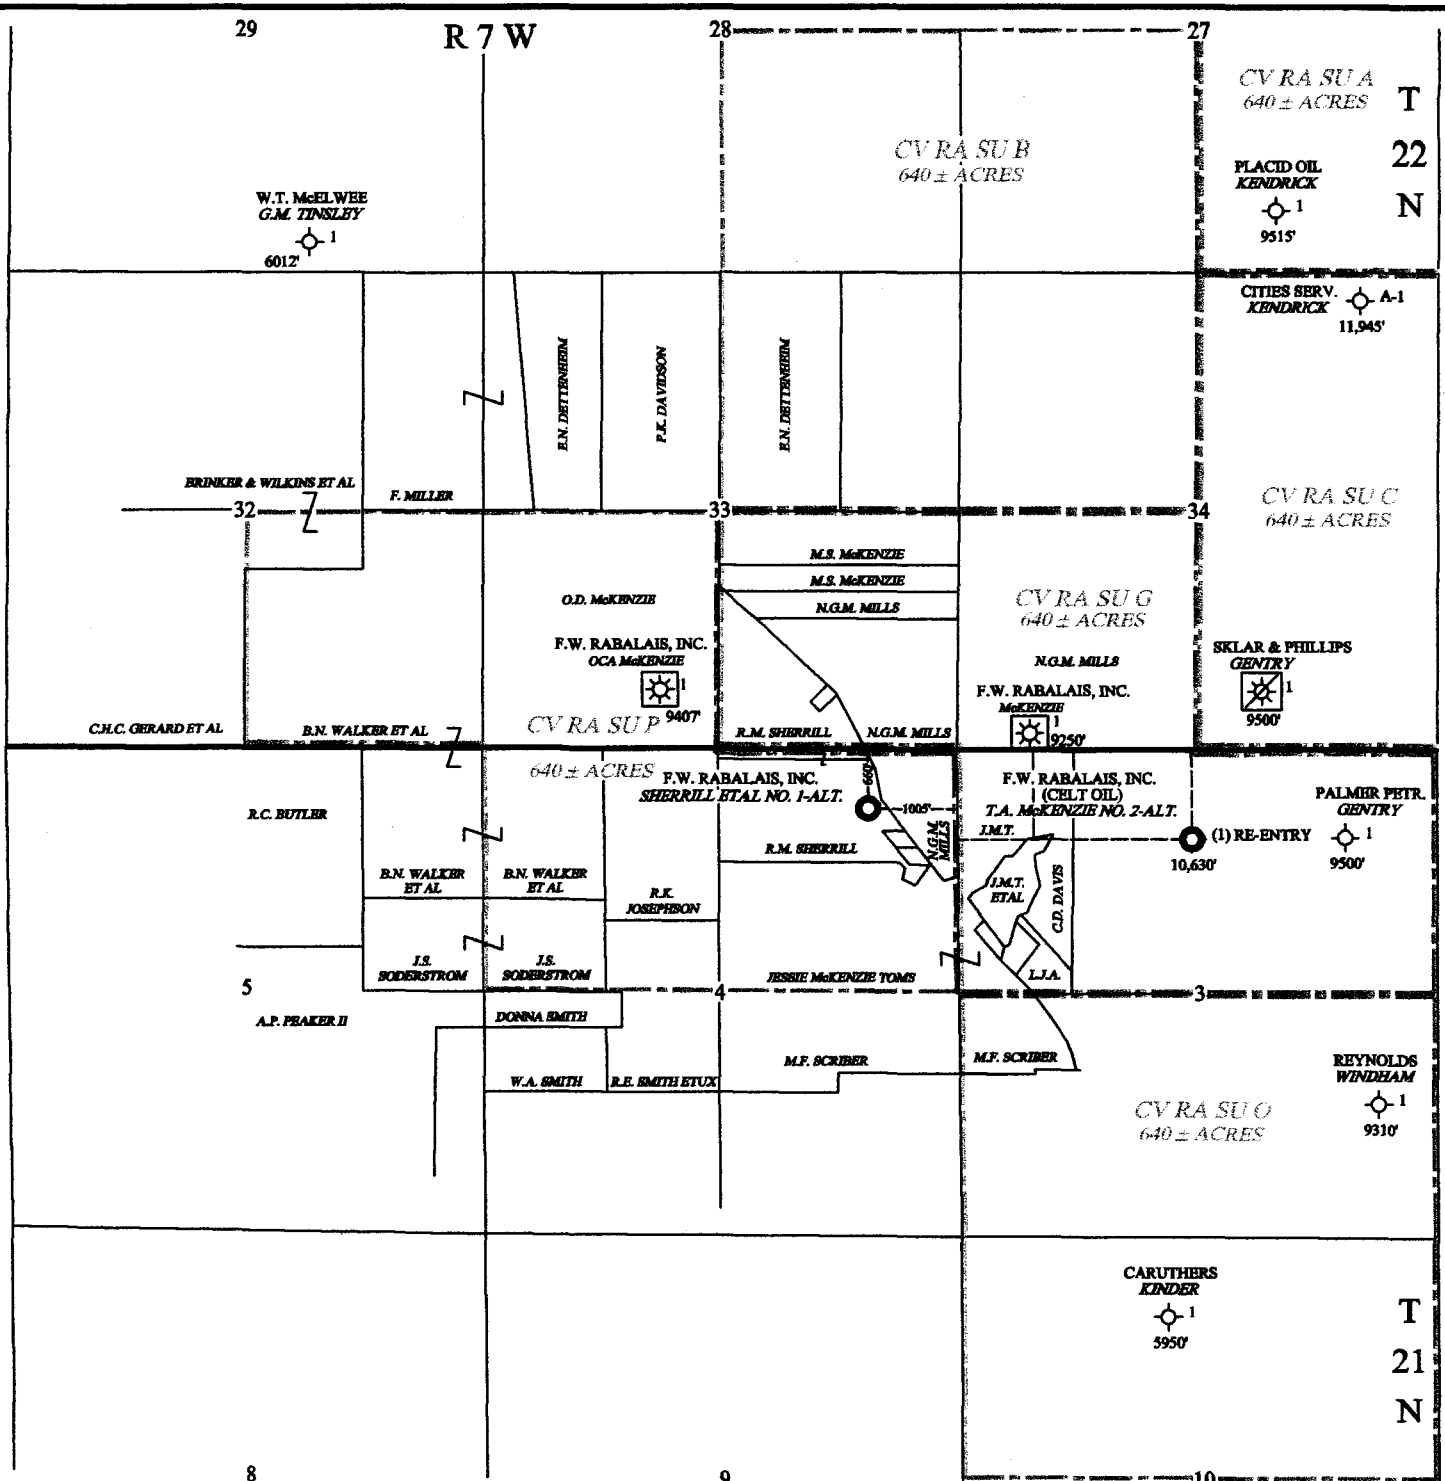 29
R 7 W
28
27
CV RA SU A
640 ± ACRES
T
22
N
CV RA SU B
640 ± ACRES
PLACID OIL
KENDRICK
1
9515'
W.T. McELWEE
G.M. TINSLEY
1
6012'
CITIES SERV.
KENDRICK
A-1
11,945'
E.N. DETTENHEIM
P.K. DAVIDSON
E.N. DETTENHEIM
BRINKER & WILKINS ET AL
F. MILLER
32
33
34
CV RA SU C
640 ± ACRES
M.S. McKENZIE
M.S. McKENZIE
N.G.M. MILLS
O.D. McKENZIE
CV RA SU G
640 ± ACRES
F.W. RABALAIS, INC.
OCA McKENZIE
1
9407'
N.G.M. MILLS
SKLAR & PHILLIPS
GENTRY
1
9500'
F.W. RABALAIS, INC.
McKENZIE
1
9250'
C.H.C. GERARD ET AL
B.N. WALKER ET AL
CV RA SU P
640 ± ACRES
R.M. SHERRILL
N.G.M. MILLS
F.W. RABALAIS, INC.
SHERRILL ETAL NO. 1-ALT.
660'
1005'
F.W. RABALAIS, INC.
(CELT OIL)
T.A. McKENZIE NO. 2-ALT.
PALMER PETR.
GENTRY
1
9500'
R.C. BUTLER
J.M.T.
(1) RE-ENTRY
10,630'
R.M. SHERRILL
N.G.M.
MILLS
B.N. WALKER
ET AL
B.N. WALKER
ET AL
R.K.
JOSEPHSON
J.M.T.
ETAL
C.D. DAVIS
J.S.
SODERSTROM
J.S.
SODERSTROM
JESSIE McKENZIE TOMS
L.J.A.
5
4
3
A.P. PEAKER II
DONNA SMITH
W.A. SMITH
R.E. SMITH ETUX
M.F. SCRIBER
M.F. SCRIBER
REYNOLDS
WINDHAM
1
9310'
CV RA SU O
640 ± ACRES
CARUTHERS
KINDER
1
5950'
T
21
N
8
9
10